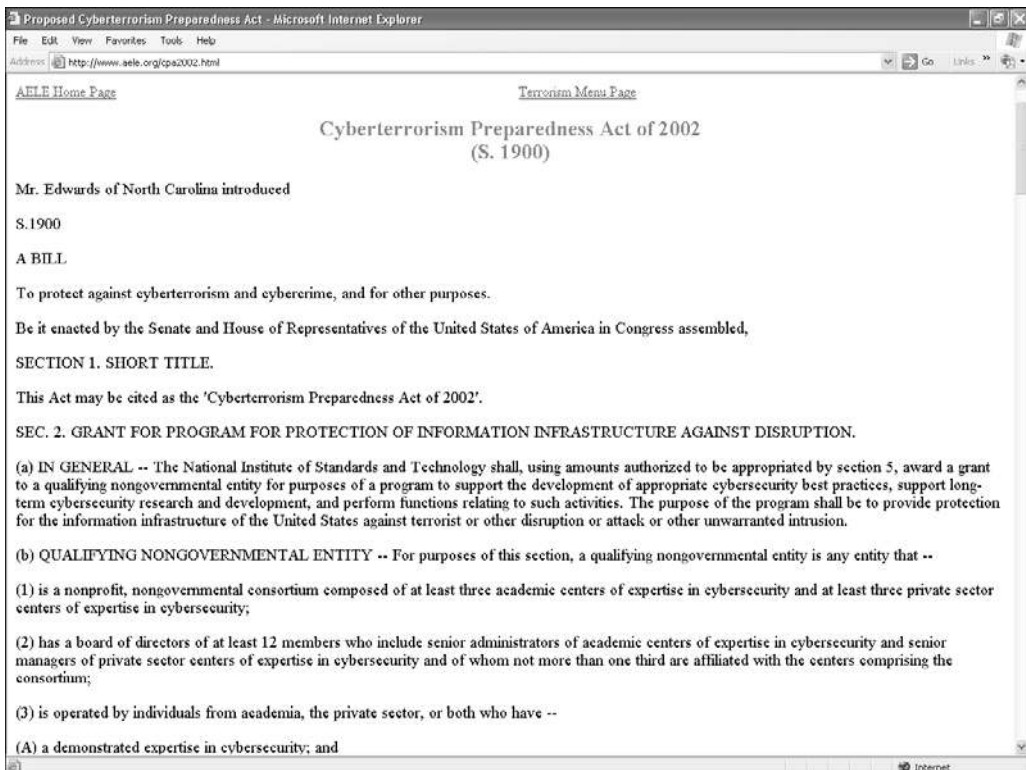 Proposed Cyberterrorism Preparedness Act - Microsoft Internet Explorer
File Edit View Favorites Tools Help
Address http://www.aele.org/cpa2002.html Go Links »
AELE Home Page Terrorism Menu Page
Cyberterrorism Preparedness Act of 2002
(S. 1900)
Mr. Edwards of North Carolina introduced
S.1900
A BILL
To protect against cyberterrorism and cybercrime, and for other purposes.
Be it enacted by the Senate and House of Representatives of the United States of America in Congress assembled,
SECTION 1. SHORT TITLE.
This Act may be cited as the 'Cyberterrorism Preparedness Act of 2002'.
SEC. 2. GRANT FOR PROGRAM FOR PROTECTION OF INFORMATION INFRASTRUCTURE AGAINST DISRUPTION.
(a) IN GENERAL -- The National Institute of Standards and Technology shall, using amounts authorized to be appropriated by section 5, award a grant
to a qualifying nongovernmental entity for purposes of a program to support the development of appropriate cybersecurity best practices, support long-
term cybersecurity research and development, and perform functions relating to such activities. The purpose of the program shall be to provide protection
for the information infrastructure of the United States against terrorist or other disruption or attack or other unwarranted intrusion.
(b) QUALIFYING NONGOVERNMENTAL ENTITY -- For purposes of this section, a qualifying nongovernmental entity is any entity that --
(1) is a nonprofit, nongovernmental consortium composed of at least three academic centers of expertise in cybersecurity and at least three private sector
centers of expertise in cybersecurity;
(2) has a board of directors of at least 12 members who include senior administrators of academic centers of expertise in cybersecurity and senior
managers of private sector centers of expertise in cybersecurity and of whom not more than one third are affiliated with the centers comprising the
consortium;
(3) is operated by individuals from academia, the private sector, or both who have --
(A) a demonstrated expertise in cybersecurity; and
Internet